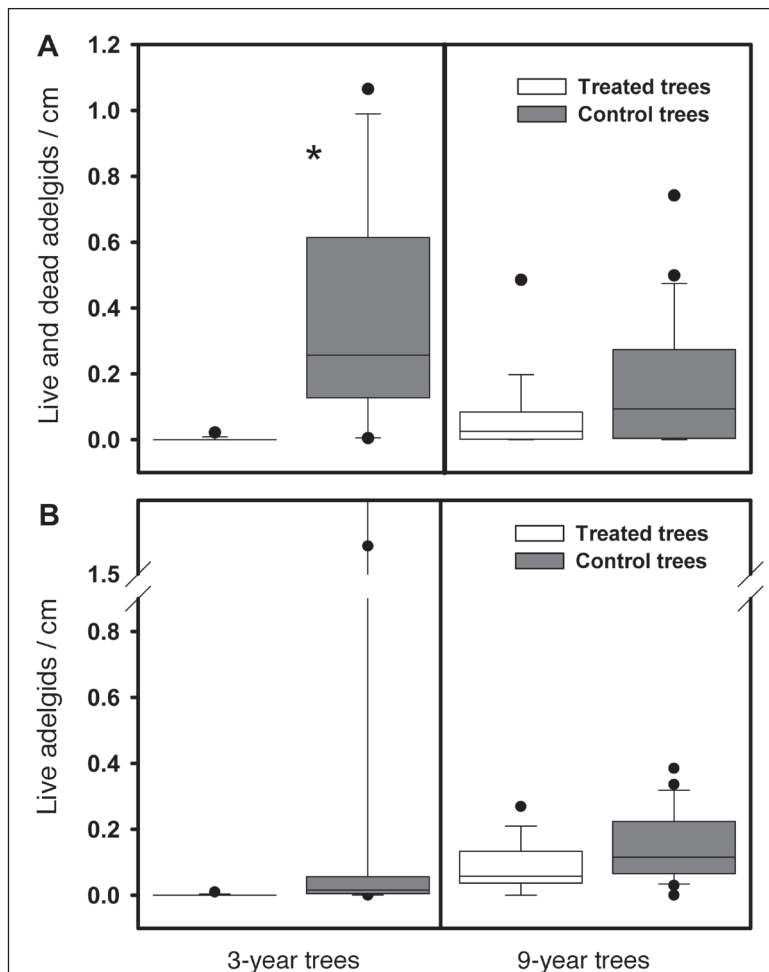 A
Live and dead adelgids / cm
1.2
1.0
0.8
0.6
0.4
0.2
0.0
*
Treated trees
Control trees
B
Live adelgids / cm
1.5
0.8
0.6
0.4
0.2
0.0
Treated trees
Control trees
3-year trees
9-year trees